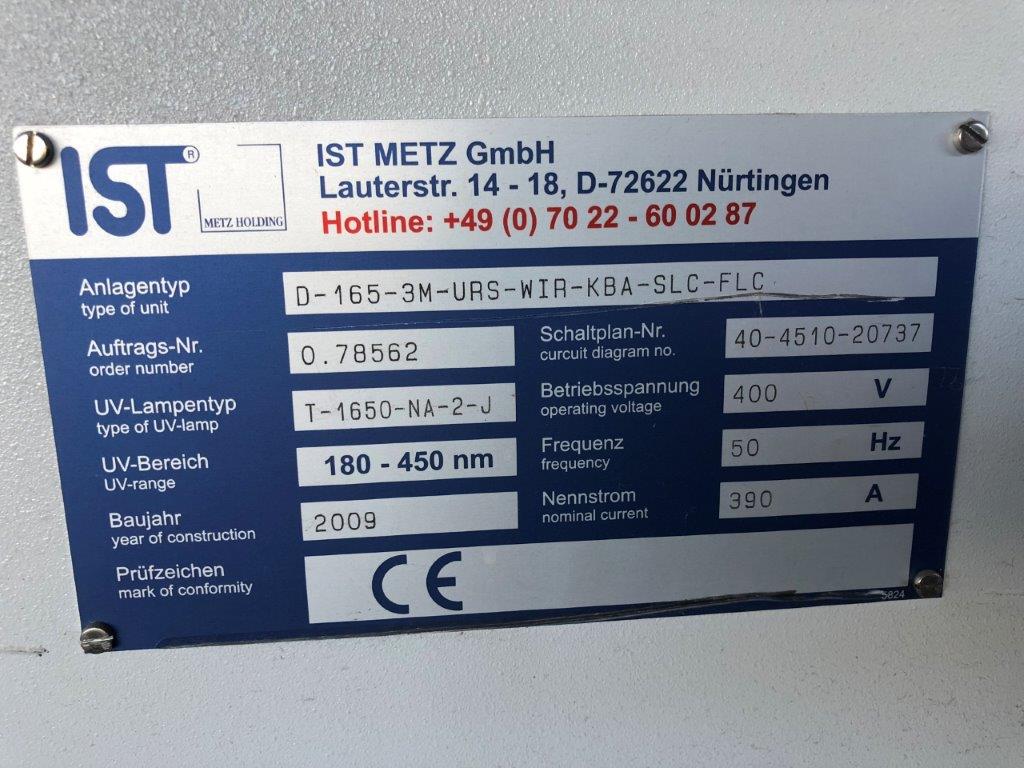 IST®
METZ HOLDING
IST METZ GmbH
Lauterstr. 14 - 18, D-72622 Nürtingen
Hotline: +49 (0) 70 22 - 60 02 87
Anlagentyp
type of unit
D-165-3M-URS-WIR-KBA-SLC-FLC
Auftrags-Nr.
order number
0.78562
Schaltplan-Nr.
curcuit diagram no.
40-4510-20737
UV-Lampentyp
type of UV-lamp
T-1650-NA-2-J
Betriebsspannung
operating voltage
400 V
UV-Bereich
UV-range
180 - 450 nm
Frequenz
frequency
50 Hz
Baujahr
year of construction
2009
Nennstrom
nominal current
390 A
Prüfzeichen
mark of conformity
CE
5824